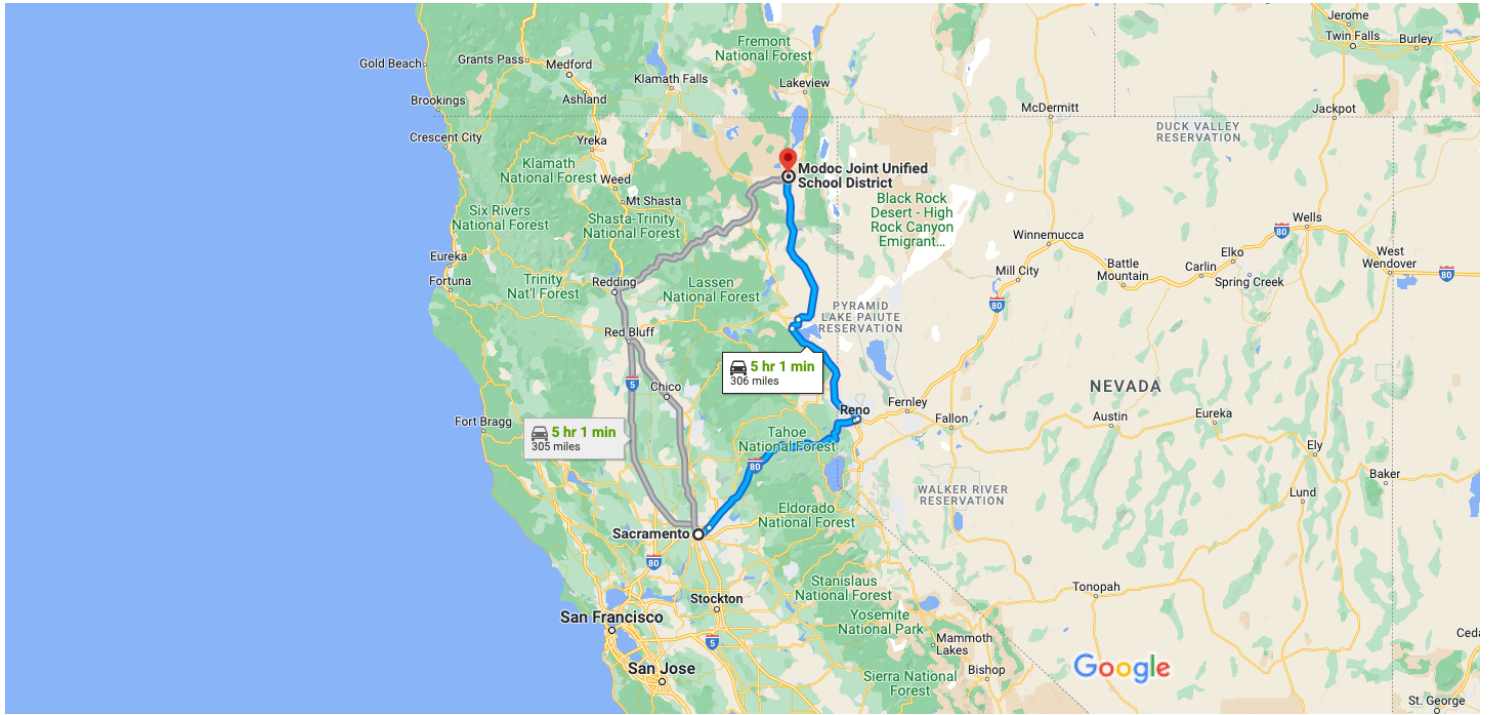 Jerome
Twin Falls
Burley
Gold Beach
Grants Pass
Medford
Fremont
National Forest
Klamath Falls
Lakeview
Ashland
Brookings
McDermitt
Jackpot
Crescent City
Yreka
DUCK VALLEY
RESERVATION
Klamath
National Forest
Weed
Modoc Joint Unified
School District
Mt Shasta
Six Rivers
National Forest
Shasta-Trinity
National Forest
Black Rock
Desert - High
Rock Canyon
Emigrant...
Wells
80
Winnemucca
Eureka
Fortuna
Trinity
Nat'l Forest
Redding
Lassen
National Forest
Mill City
Battle
Mountain
Carlin
Elko
Spring Creek
West
Wendover
80
80
PYRAMID
LAKE PAIUTE
RESERVATION
Red Bluff
5 hr 1 min
306 miles
5
Chico
NEVADA
Reno
Fernley
Fallon
Austin
Eureka
Fort Bragg
5 hr 1 min
305 miles
Tahoe
National Forest
80
Ely
Baker
WALKER RIVER
RESERVATION
Lund
Eldorado
National Forest
Sacramento
80
Stanislaus
National Forest
Tonopah
Stockton
San Francisco
Yosemite
National Park
5
Mammoth
Lakes
Ceda
San Jose
Sierra National
Forest
Bishop
Google
St. George